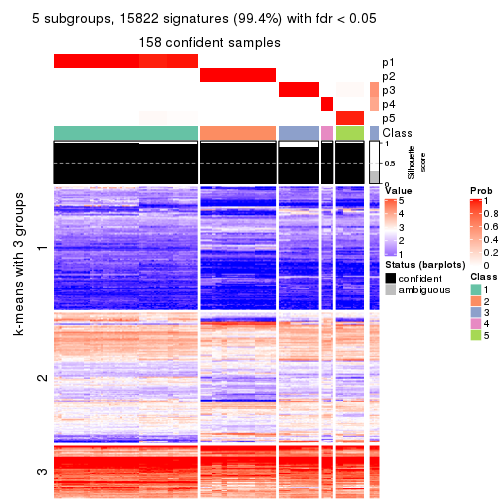 5 subgroups, 15822 signatures (99.4%) with fdr < 0.05
158 confident samples
p1
p2
p3
p4
p5
Class
1
0.5
0
Silhouette
score
k-means with 3 groups
1
2
3
Value
5
4
3
2
1
Status (barplots)
confident
ambiguous
Prob
1
0.8
0.6
0.4
0.2
0
Class
1
2
3
4
5